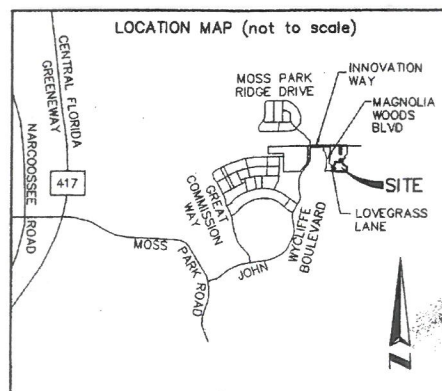 LOCATION MAP (not to scale)
CENTRAL FLORIDA
GREENEWAY
NARCOOSSEE
ROAD
417
MOSS PARK
RIDGE DRIVE
INNOVATION
WAY
MAGNOLIA
WOODS
BLVD
SITE
LOVEGRASS
LANE
GREAT
COMMISSION
WAY
WYCLIFFE
BOULEVARD
JOHN
MOSS
PARK
ROAD
N